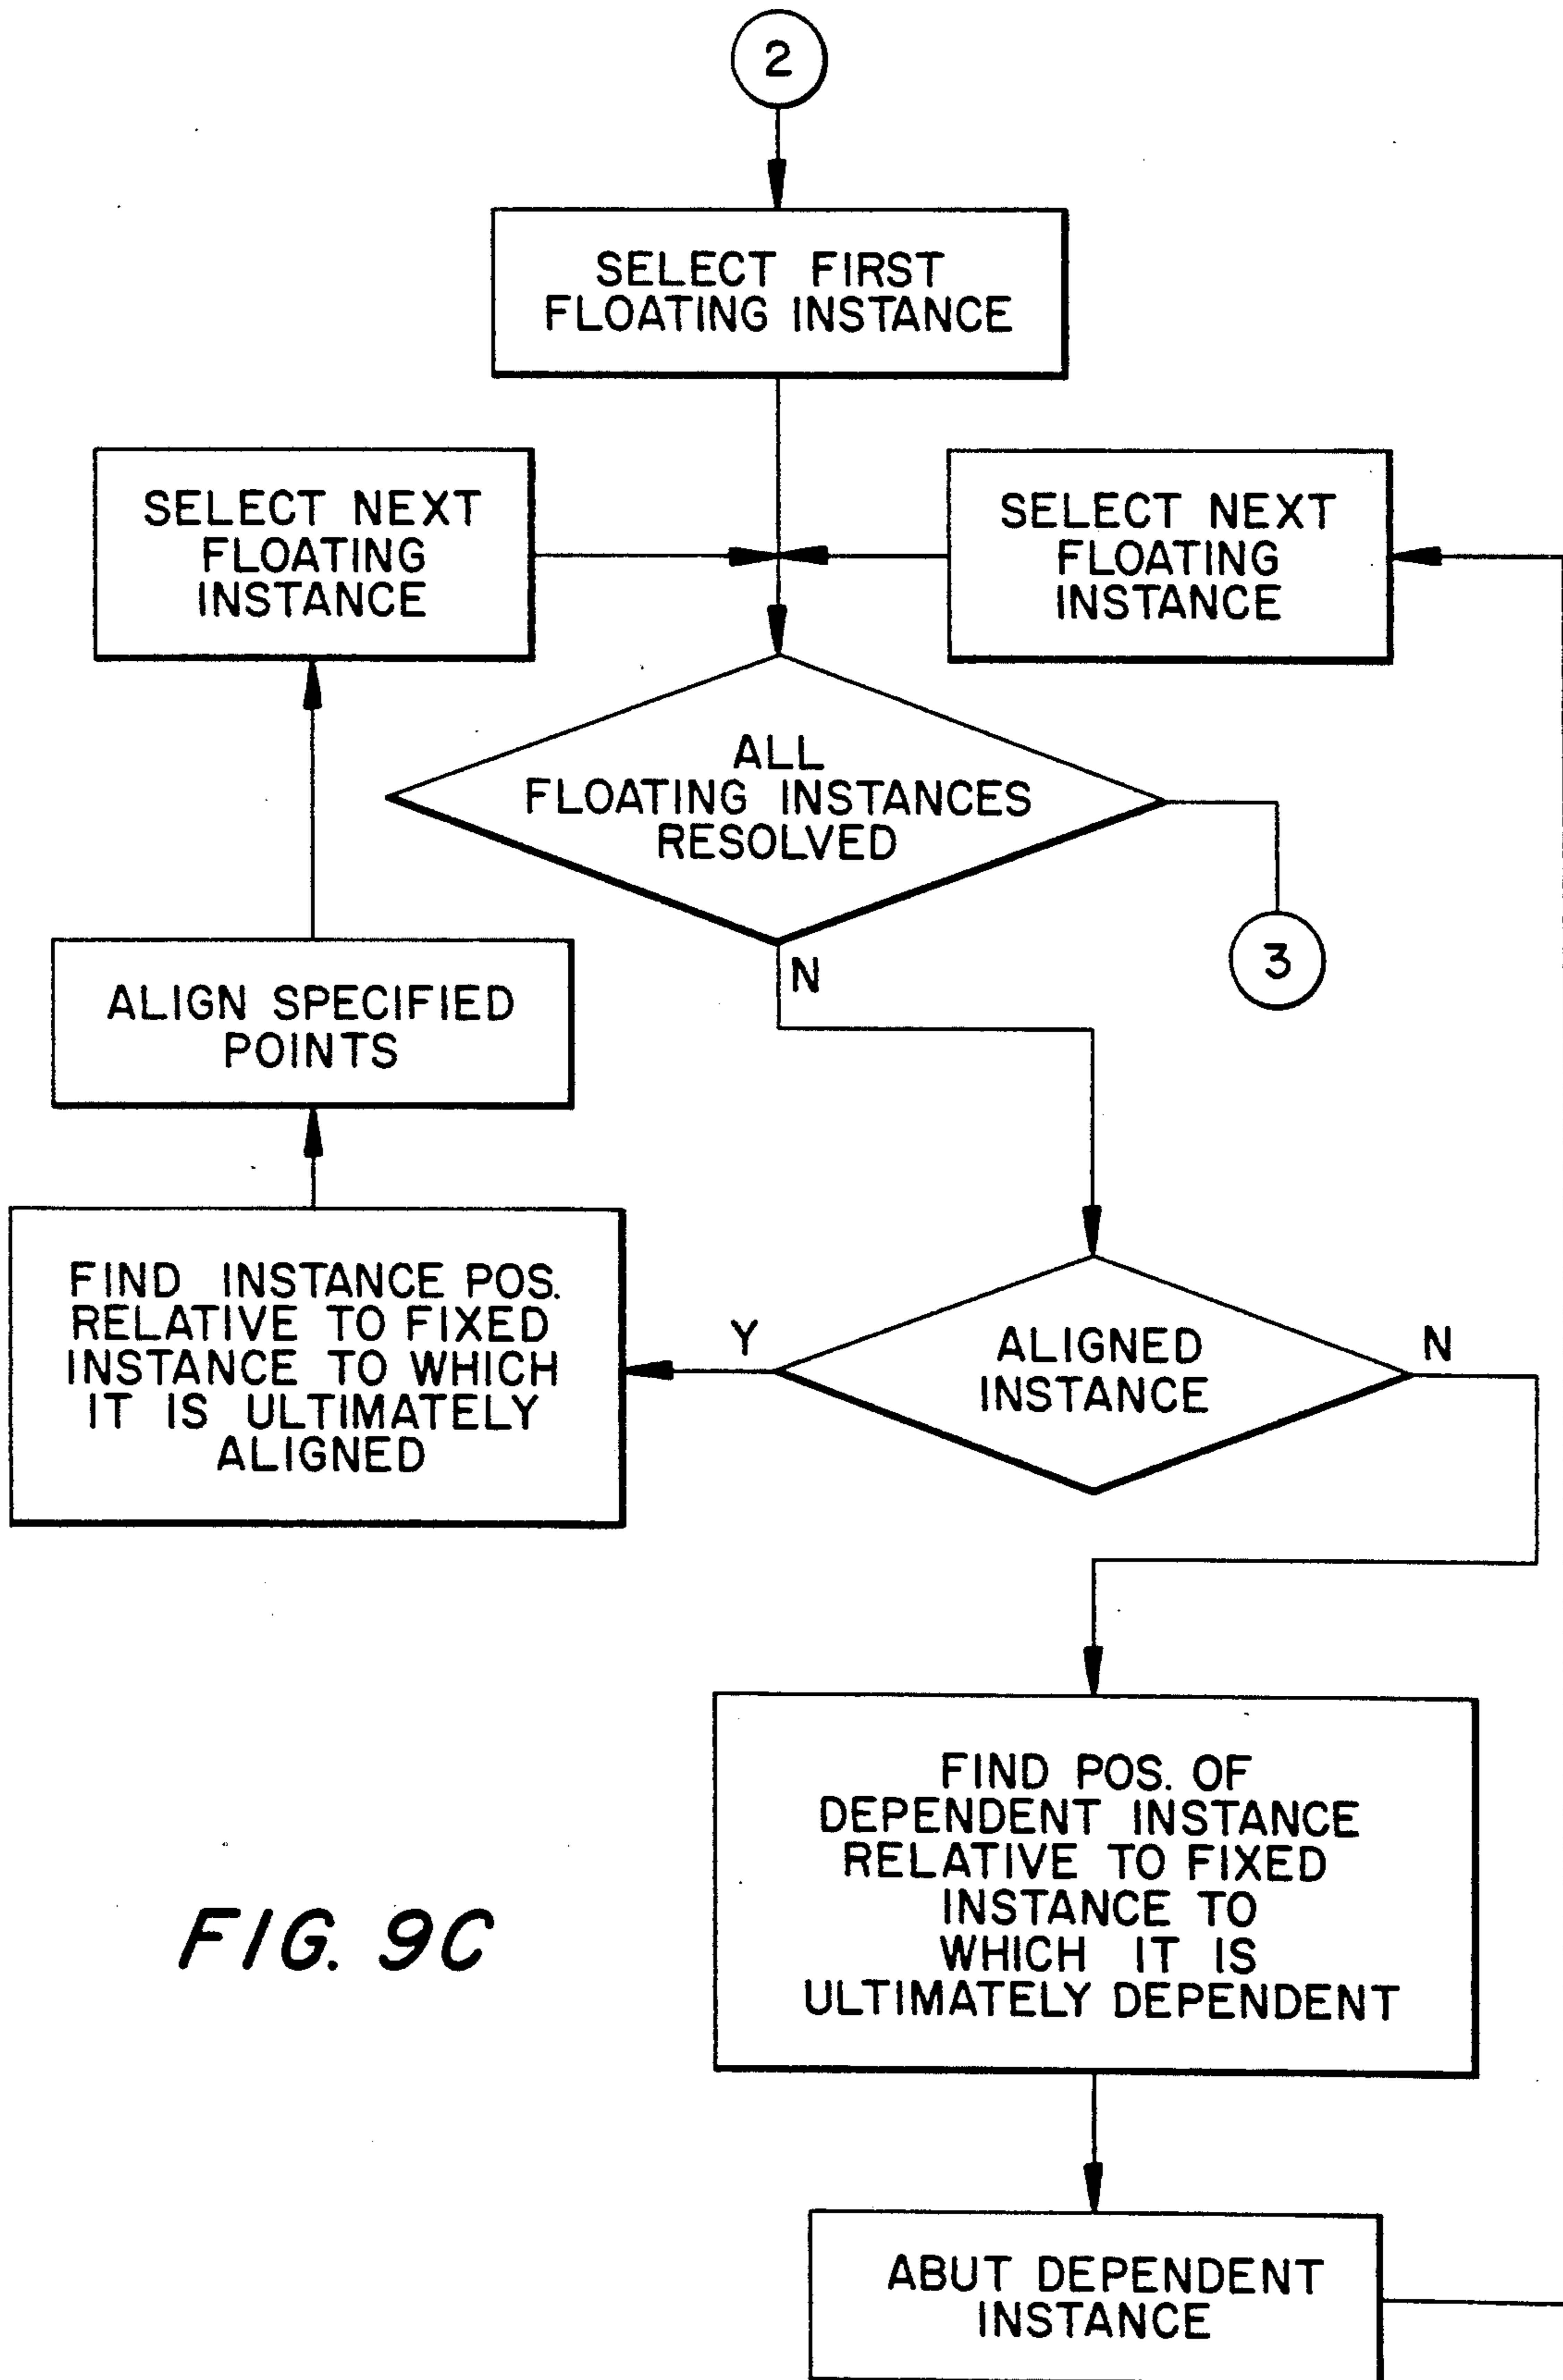 2
SELECT FIRST
FLOATING INSTANCE
SELECT NEXT
FLOATING
INSTANCE
SELECT NEXT
FLOATING
INSTANCE
ALL
FLOATING INSTANCES
RESOLVED
3
N
ALIGN SPECIFIED
POINTS
FIND INSTANCE POS.
RELATIVE TO FIXED
INSTANCE TO WHICH
IT IS ULTIMATELY
ALIGNED
Y
ALIGNED
INSTANCE
N
FIND POS. OF
DEPENDENT INSTANCE
RELATIVE TO FIXED
INSTANCE TO
WHICH IT IS
ULTIMATELY DEPENDENT
FIG. 9C
ABUT DEPENDENT
INSTANCE